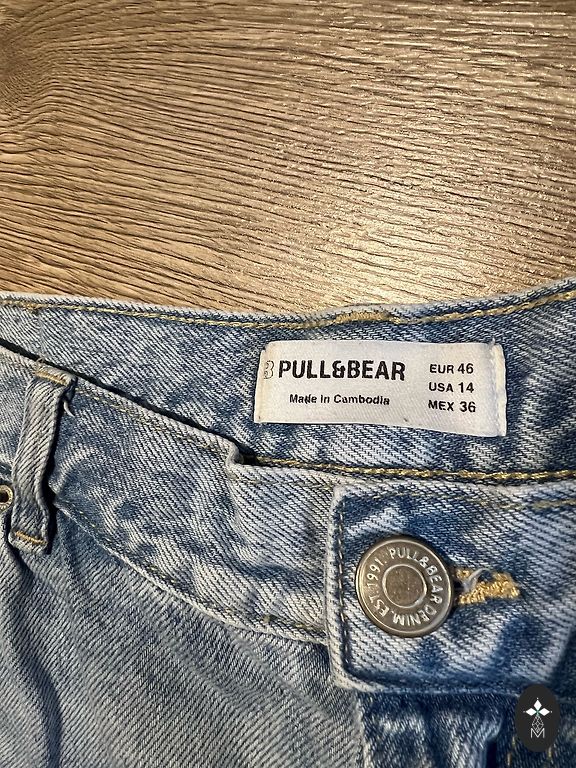 PULL&BEAR
Made in Cambodia
EUR 46
USA 14
MEX 36
PULL&BEAR DENIM. EST. 1991.
M